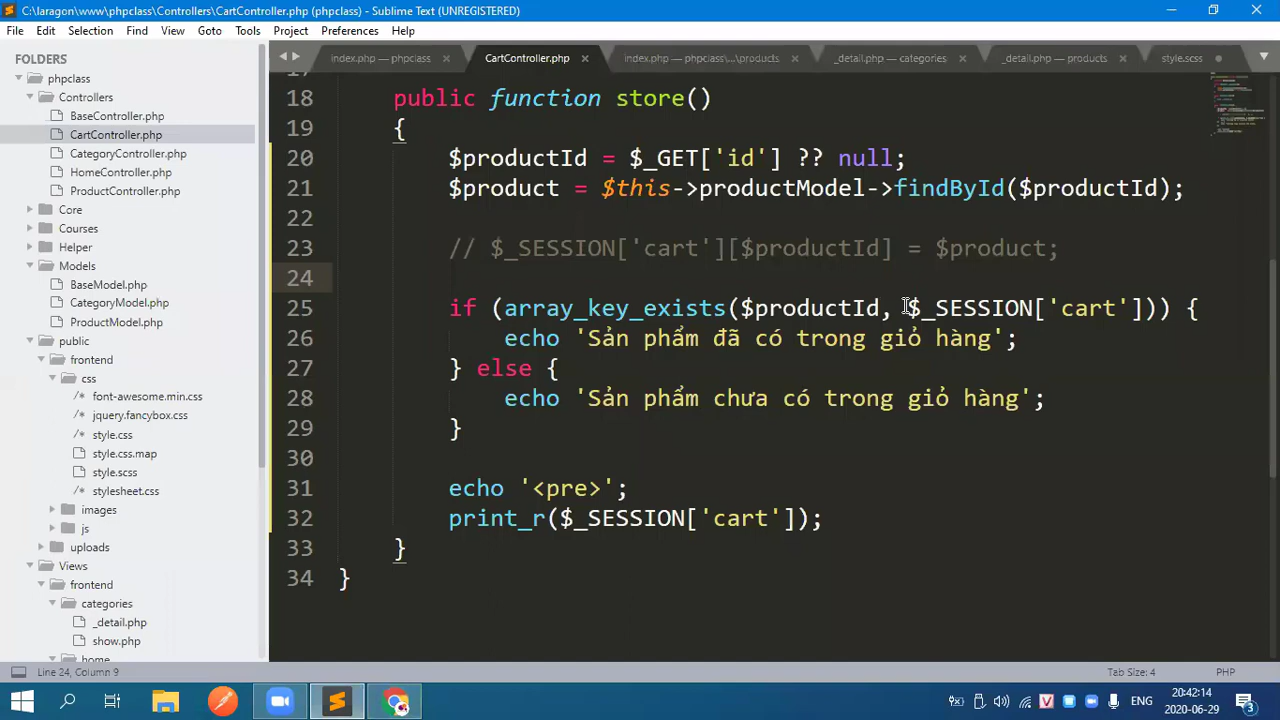 C:\laragon\www\phpclass\Controllers\CartController.php (phpclass) - Sublime Text (UNREGISTERED)
File Edit Selection Find View Goto Tools Project Preferences Help
FOLDERS
phpclass
Controllers
BaseController.php
CartController.php
CategoryController.php
HomeController.php
ProductController.php
Core
Courses
Helper
Models
BaseModel.php
CategoryModel.php
ProductModel.php
public
frontend
css
font-awesome.min.css
jquery.fancybox.css
style.css
style.css.map
style.scss
stylesheet.css
images
js
uploads
Views
frontend
categories
_detail.php
show.php
home
index.php — phpclass
CartController.php
index.php — phpclass\...\products
_detail.php — categories
_detail.php — products
style.scss
18 public function store()
19 {
20 $productId = $_GET['id'] ?? null;
21 $product = $this->productModel->findById($productId);
22
23 // $_SESSION['cart'][$productId] = $product;
24
25 if (array_key_exists($productId, $_SESSION['cart'])) {
26 echo 'Sản phẩm đã có trong giỏ hàng';
27 } else {
28 echo 'Sản phẩm chưa có trong giỏ hàng';
29 }
30
31 echo '<pre>';
32 print_r($_SESSION['cart']);
33 }
34 }
Line 24, Column 9
Tab Size: 4
PHP
ENG
20:42:14
2020-06-29
3